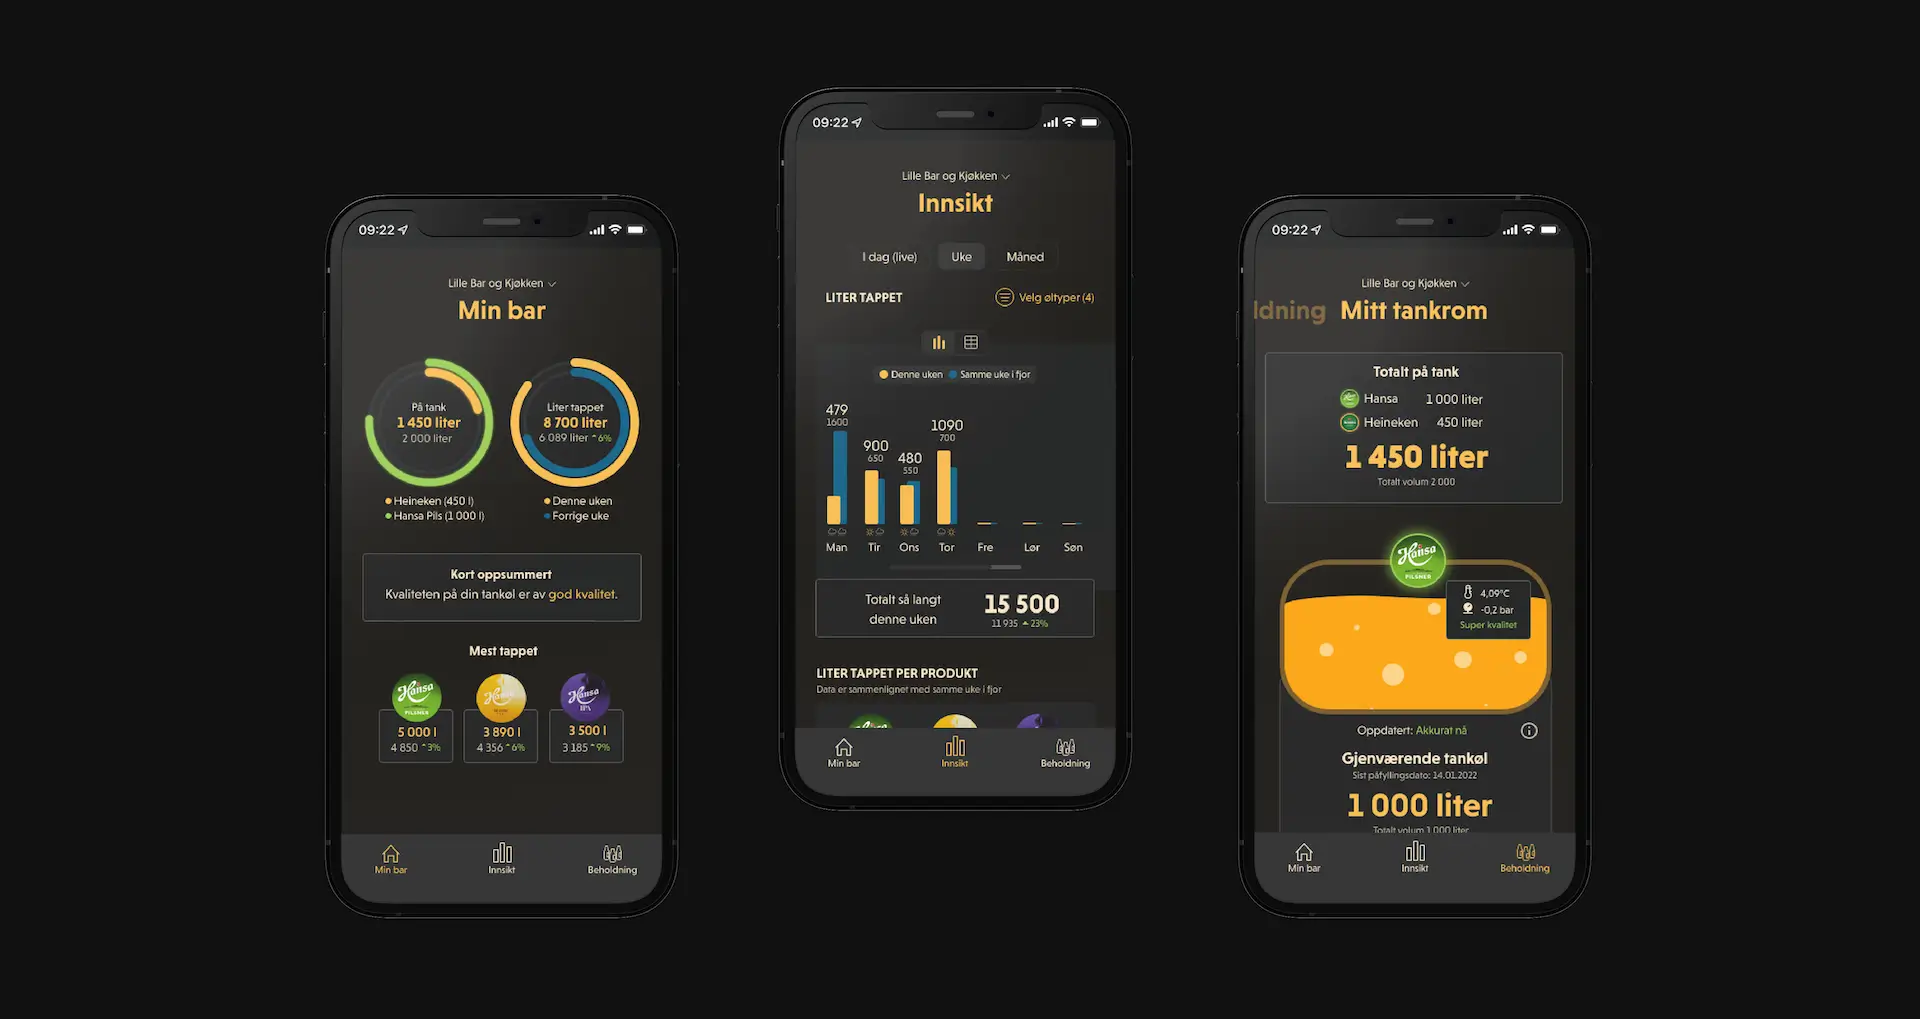 09:22
Lille Bar og Kjøkken
Min bar
På tank
1 450 liter
2 000 liter
Liter tappet
8 700 liter
6 089 liter 6%
Heineken (450 l)
Hansa Pils (1 000 l)
Denne uken
Forrige uke
Kort oppsummert
Kvaliteten på din tankøl er av god kvalitet.
Mest tappet
Hansa
PILSNER
Hansa
Hansa
IPA
5 000 l
4 850 3%
3 890 l
4 356 6%
3 500 l
3 185 9%
Min bar
Innsikt
Beholdning
09:22
Lille Bar og Kjøkken
Innsikt
I dag (live)
Uke
Måned
LITER TAPPET
Velg øltyper (4)
Denne uken
Samme uke i fjor
479
1600
900
650
480
550
1090
700
Man
Tir
Ons
Tor
Fre
Lør
Søn
Totalt så langt
denne uken
15 500
11 935 23%
LITER TAPPET PER PRODUKT
Data er sammenlignet med samme uke i fjor
Min bar
Innsikt
Beholdning
09:22
Lille Bar og Kjøkken
ldning
Mitt tankrom
Totalt på tank
Hansa 1 000 liter
Heineken 450 liter
1 450 liter
Totalt volum 2 000
Hansa
PILSNER
4,09°C
-0,2 bar
Super kvalitet
Oppdatert: Akkurat nå
Gjenværende tankøl
Sist påfyllingsdato: 14.01.2022
1 000 liter
Totalt volum 1 000 liter
Min bar
Innsikt
Beholdning